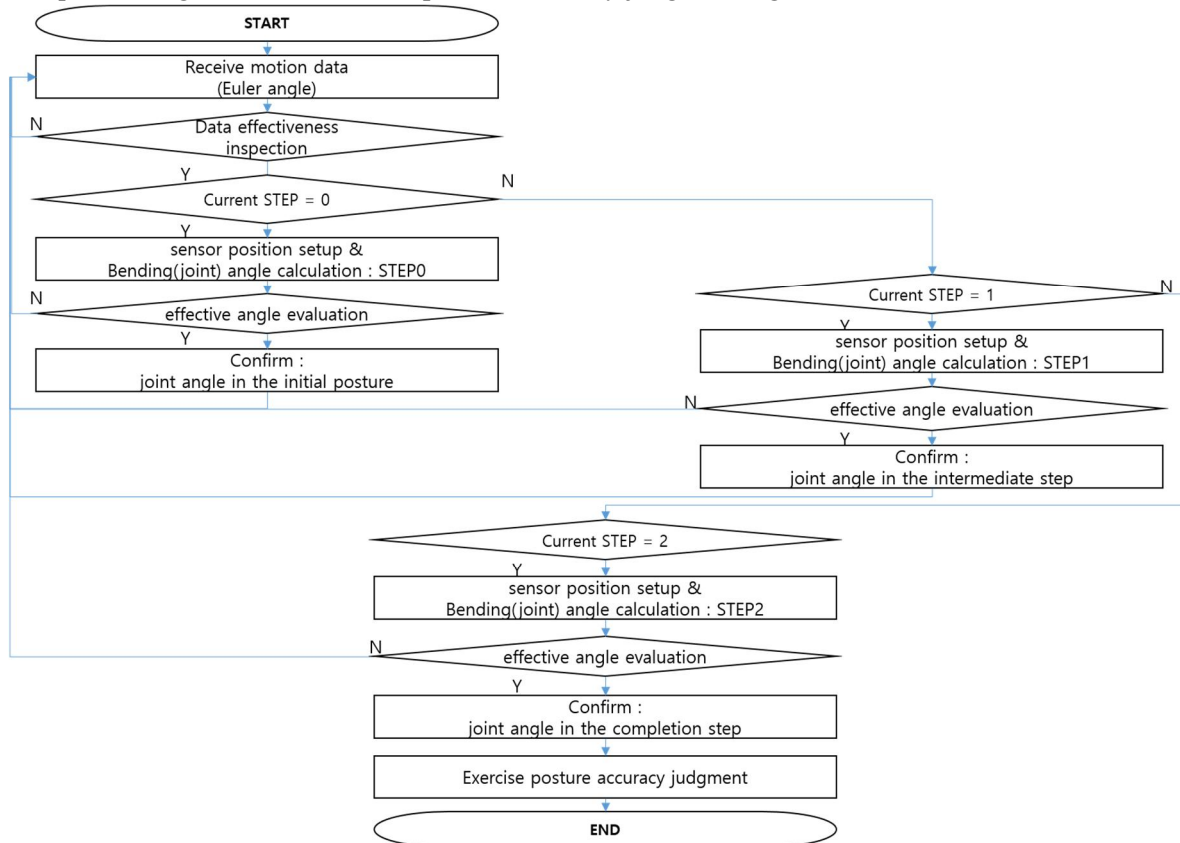 START
Receive motion data
(Euler angle)
N
Data effectiveness
inspection
Y
N
Current STEP = 0
Y
sensor position setup &
Bending(joint) angle calculation : STEP0
N
effective angle evaluation
Y
Confirm :
joint angle in the initial posture
N
Current STEP = 1
Y
sensor position setup &
Bending(joint) angle calculation : STEP1
N
effective angle evaluation
Y
Confirm :
joint angle in the intermediate step
Current STEP = 2
Y
sensor position setup &
Bending(joint) angle calculation : STEP2
N
effective angle evaluation
Y
Confirm :
joint angle in the completion step
Exercise posture accuracy judgment
END